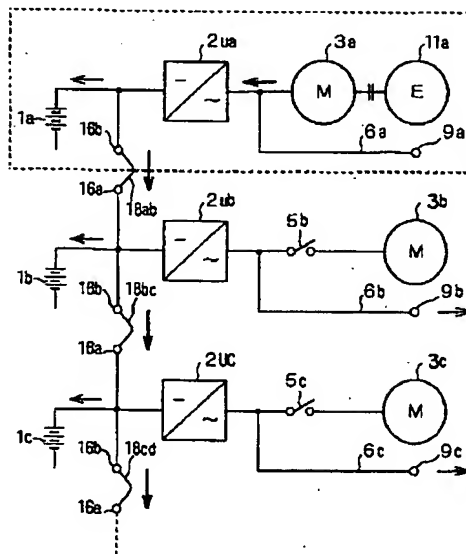 2ua 3a 11a
M E
1a 16b 6a 9a
16a 18ab
2ub 5b 3b
M
1b 16b 18bc 6b 9b
16a
2uc 5c 3c
M
1c 16b 18cd 6c 9c
16a